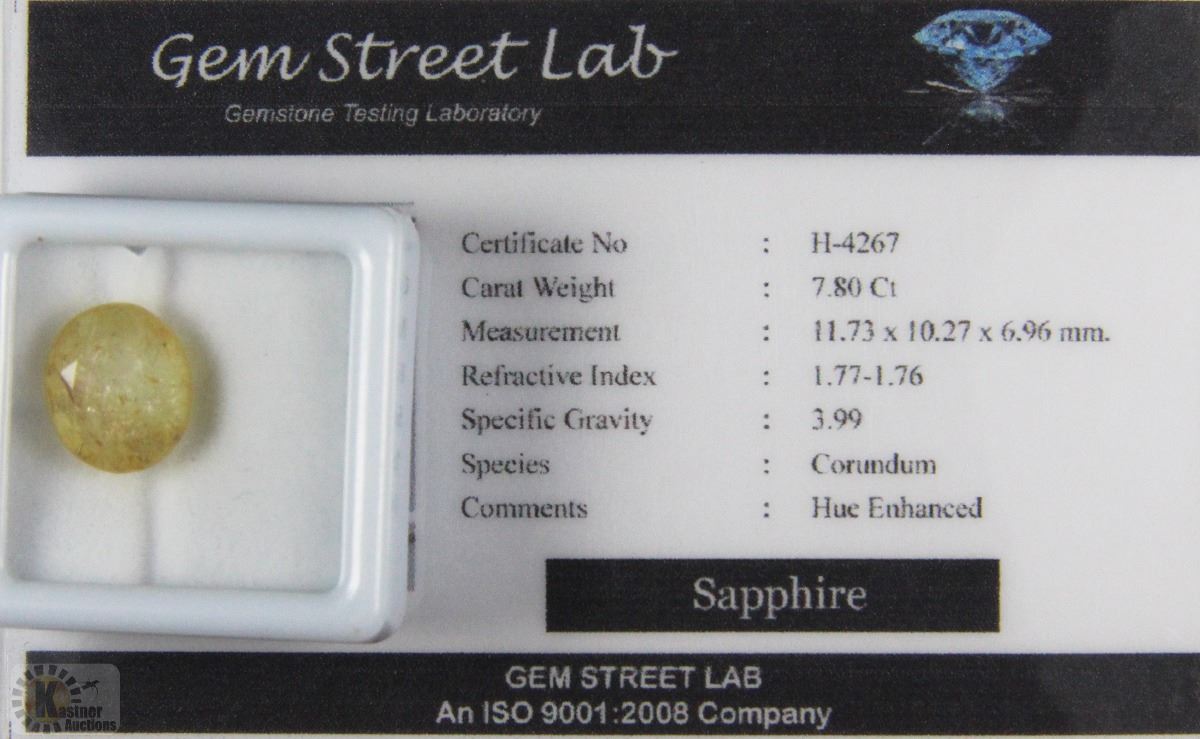 Gem Street Lab
Gemstone Testing Laboratory
Certificate No : H-4267
Carat Weight : 7.80 Ct
Measurement : 11.73 x 10.27 x 6.96 mm.
Refractive Index : 1.77-1.76
Specific Gravity : 3.99
Species : Corundum
Comments : Hue Enhanced
Sapphire
GEM STREET LAB
An ISO 9001:2008 Company
Kastner
Auctions